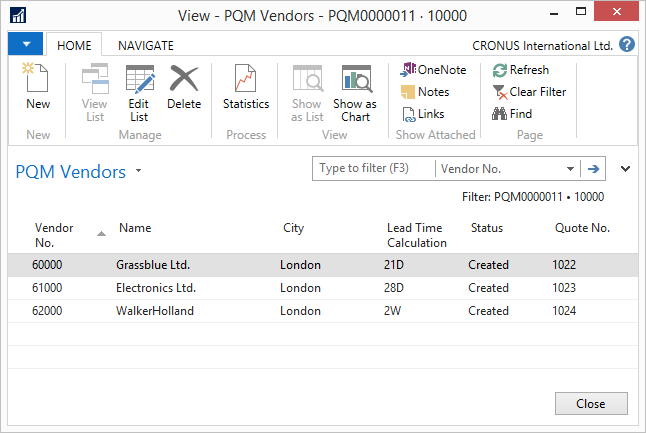 View - PQM Vendors - PQM0000011 · 10000
HOME NAVIGATE CRONUS International Ltd.
New
View List
Edit List
Delete
Statistics
Show as List
Show as Chart
OneNote
Notes
Links
Refresh
Clear Filter
Find
New Manage Process View Show Attached Page
PQM Vendors
Type to filter (F3) Vendor No.
Filter: PQM0000011 • 10000
Vendor No. Name City Lead Time Calculation Status Quote No.
60000 Grassblue Ltd. London 21D Created 1022
61000 Electronics Ltd. London 28D Created 1023
62000 WalkerHolland London 2W Created 1024
Close